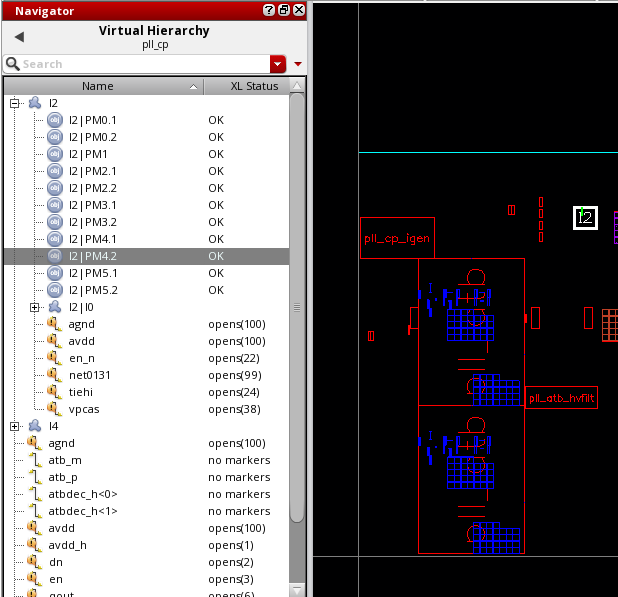 Navigator
Virtual Hierarchy
pll_cp
Search
Name XL Status
I2
I2|PM0.1 OK
I2|PM0.2 OK
I2|PM1 OK
I2|PM2.1 OK
I2|PM2.2 OK
I2|PM3.1 OK
I2|PM3.2 OK
I2|PM4.1 OK
I2|PM4.2 OK
I2|PM5.1 OK
I2|PM5.2 OK
I2|I0
agnd opens(100)
avdd opens(100)
en_n opens(22)
net0131 opens(99)
tiehi opens(24)
vpcas opens(38)
I4
agnd opens(100)
atb_m no markers
atb_p no markers
atbdec_h<0> no markers
atbdec_h<1> no markers
avdd opens(100)
avdd_h opens(1)
dn opens(2)
en opens(3)
I2
pll_cp_igen
pll_atb_hvfilt